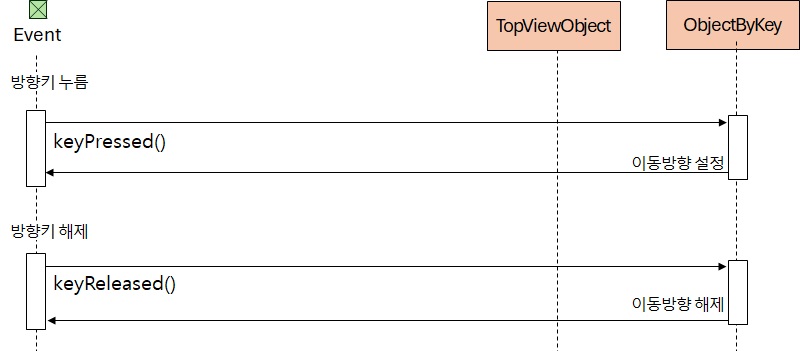 Event
TopViewObject
ObjectByKey
방향키 누름
keyPressed()
이동방향 설정
방향키 해제
keyReleased()
이동방향 해제